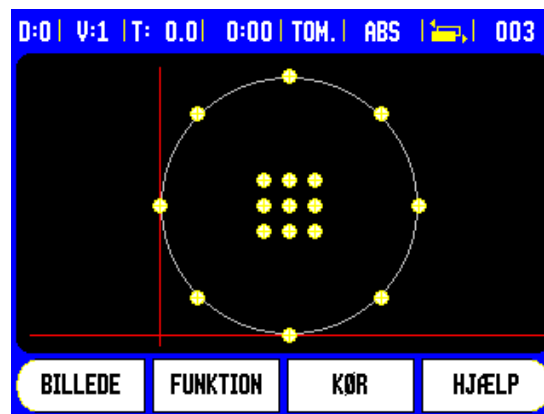 D:0 | V:1 | T: 0.0 | 0:00 | TOM. | ABS | | 003
BILLEDE FUNKTION KØR HJÆLP